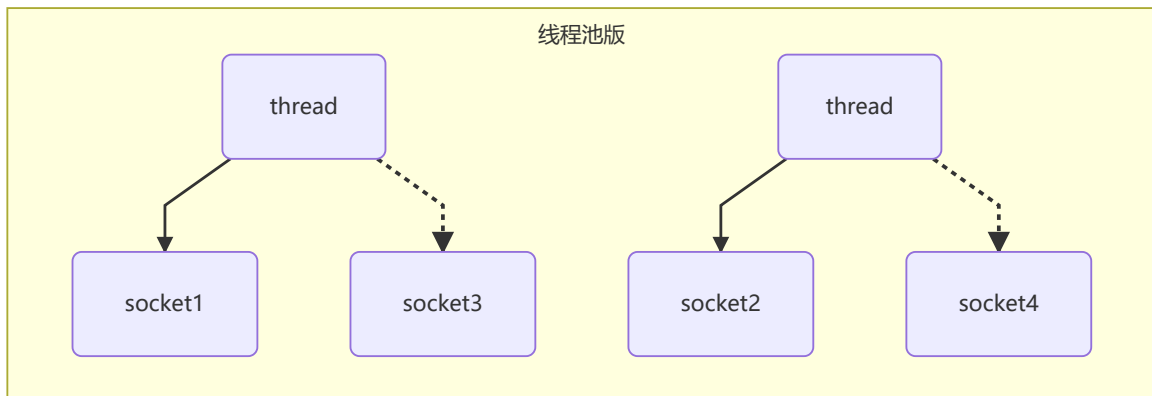 线程池版
thread
thread
socket1
socket3
socket2
socket4